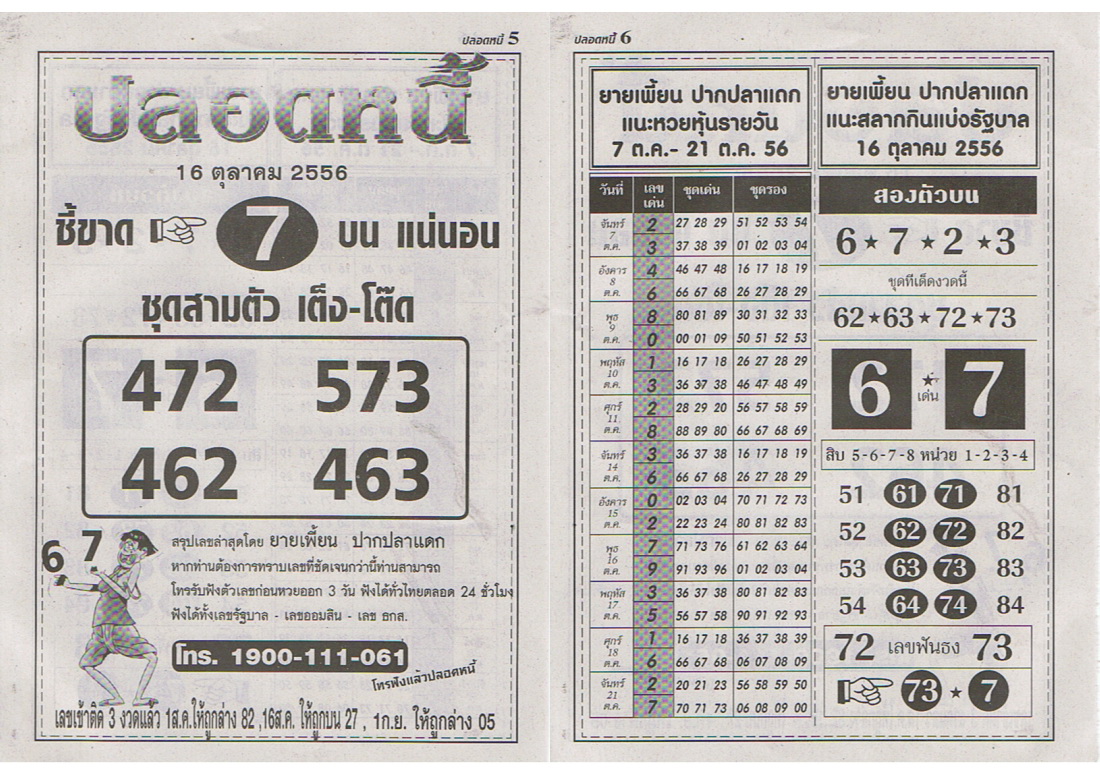 ปลอดหนี้ 5
ปลอดหนี้
16 ตุลาคม 2556
ชี้ขาด 7 บน แน่นอน
ชุดสามตัว เต็ง-โต๊ด
472 573
462 463
6 7
สรุปเลขล่าสุดโดย ยายเพี้ยน ปากปลาแดก
หากท่านต้องการทราบเลขที่ชัดเจนกว่านี้ท่านสามารถ
โทรรับฟังตัวเลขก่อนหวยออก 3 วัน ฟังได้ทั่วไทยตลอด 24 ชั่วโมง
ฟังได้ทั้งเลขรัฐบาล - เลขออมสิน - เลข ธกส.
โทร. 1900-111-061
โทรฟังแล้วปลอดหนี้
เลขเข้าติด 3 งวดแล้ว 1ส.ค.ให้ถูกล่าง 82 ,16ส.ค. ให้ถูกบน 27 , 1ก.ย. ให้ถูกล่าง 05
ปลอดหนี้ 6
ยายเพี้ยน ปากปลาแดก
แนะหวยหุ้นรายวัน
7 ต.ค.- 21 ต.ค. 56
วันที่ เลขเด่น ชุดเด่น ชุดรอง
จันทร์ 7 ต.ค. 2 27 28 29 51 52 53 54
3 37 38 39 01 02 03 04
อังคาร 8 ต.ค. 4 46 47 48 16 17 18 19
6 66 67 68 26 27 28 29
พุธ 9 ต.ค. 8 80 81 89 30 31 32 33
0 00 01 09 50 51 52 53
พฤหัส 10 ต.ค. 1 16 17 18 26 27 28 29
3 36 37 38 46 47 48 49
ศุกร์ 11 ต.ค. 2 28 29 20 56 57 58 59
8 88 89 80 66 67 68 69
จันทร์ 14 ต.ค. 3 36 37 38 16 17 18 19
6 66 67 68 26 27 28 29
อังคาร 15 ต.ค. 0 02 03 04 70 71 72 73
2 22 23 24 80 81 82 83
พุธ 16 ต.ค. 7 71 73 76 61 62 63 64
9 91 93 96 01 02 03 04
พฤหัส 17 ต.ค. 3 36 37 38 80 81 82 83
5 56 57 58 90 91 92 93
ศุกร์ 18 ต.ค. 1 16 17 18 36 37 38 39
6 66 67 68 06 07 08 09
จันทร์ 21 ต.ค. 2 20 21 23 56 58 59 50
7 70 71 73 06 08 09 00
ยายเพี้ยน ปากปลาแดก
แนะสลากกินแบ่งรัฐบาล
16 ตุลาคม 2556
สองตัวบน
6★7★2★3
ชุดทีเด็ดงวดนี้
62★63★72★73
6 ★ เด่น 7
สิบ 5-6-7-8 หน่วย 1-2-3-4
51 61 71 81
52 62 72 82
53 63 73 83
54 64 74 84
72 เลขฟันธง 73
73 ★ 7